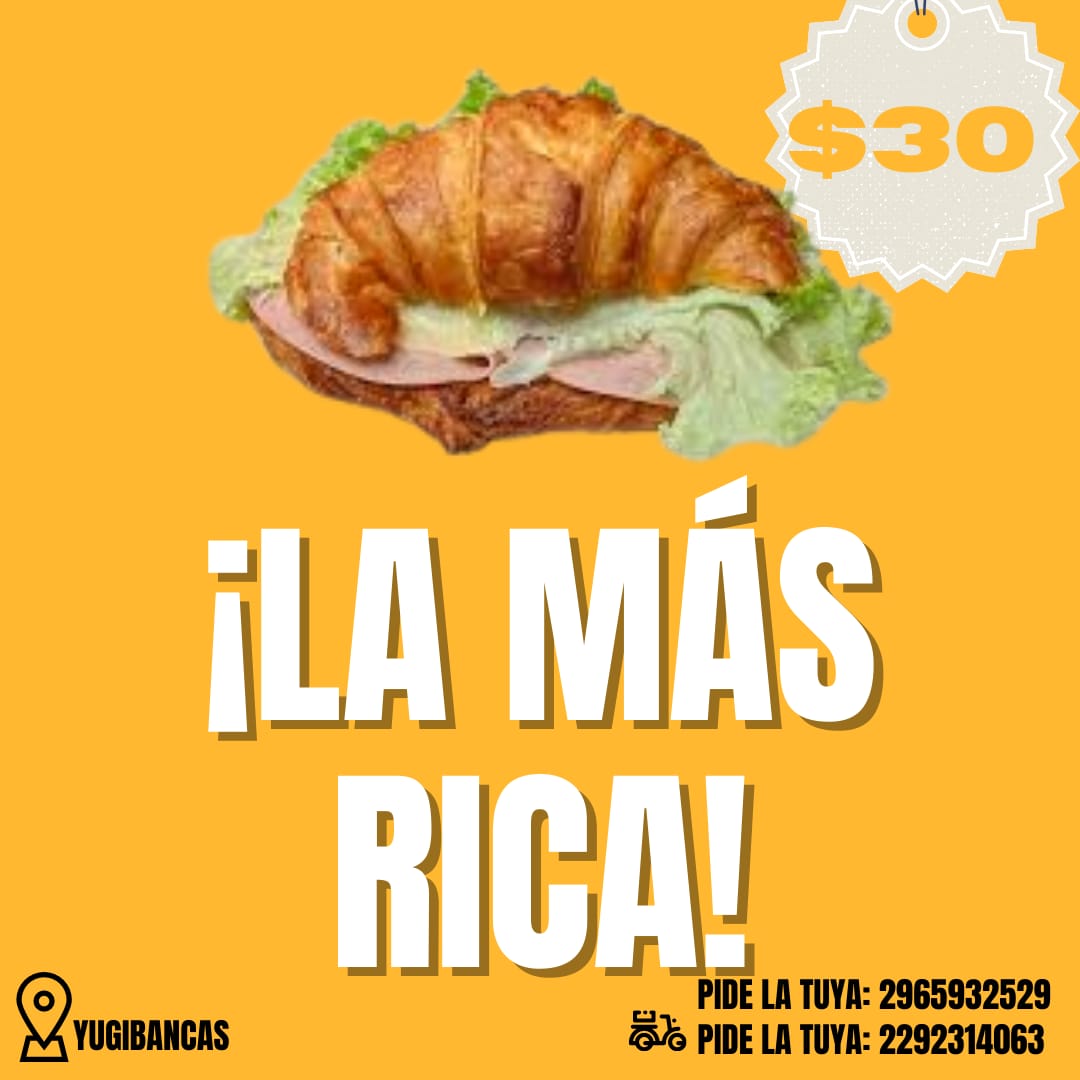 $30
¡LA MÁS
RICA!
PIDE LA TUYA: 2965932529
YUGIBANCAS
PIDE LA TUYA: 2292314063